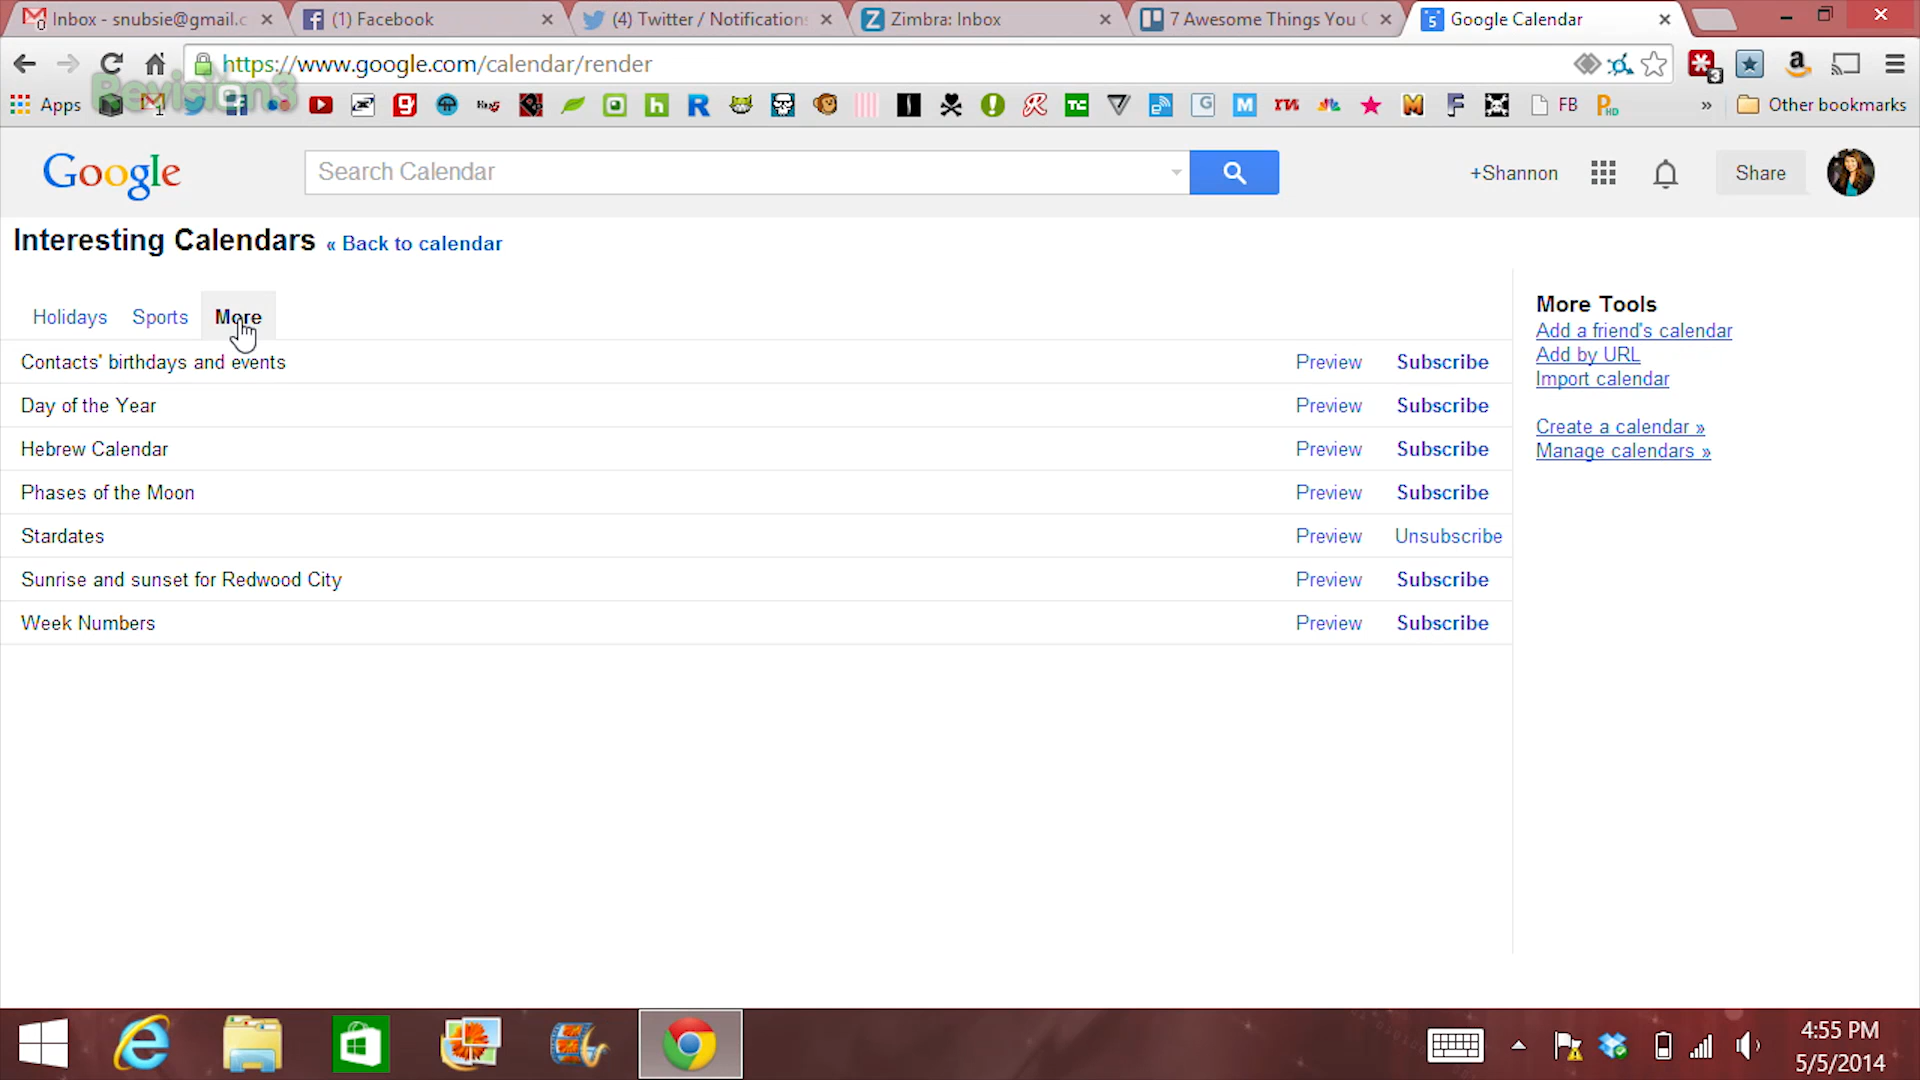 Inbox - snubsie@gmail.c
(1) Facebook
(4) Twitter / Notifications
Zimbra: Inbox
7 Awesome Things You C
5 Google Calendar
https://www.google.com/calendar/render
3
Revision3
Apps
FB
Other bookmarks
Google
Search Calendar
+Shannon
Share
Interesting Calendars « Back to calendar
Holidays Sports More
Contacts' birthdays and events Preview Subscribe
Day of the Year Preview Subscribe
Hebrew Calendar Preview Subscribe
Phases of the Moon Preview Subscribe
Stardates Preview Unsubscribe
Sunrise and sunset for Redwood City Preview Subscribe
Week Numbers Preview Subscribe
More Tools
Add a friend's calendar
Add by URL
Import calendar
Create a calendar »
Manage calendars »
4:55 PM
5/5/2014